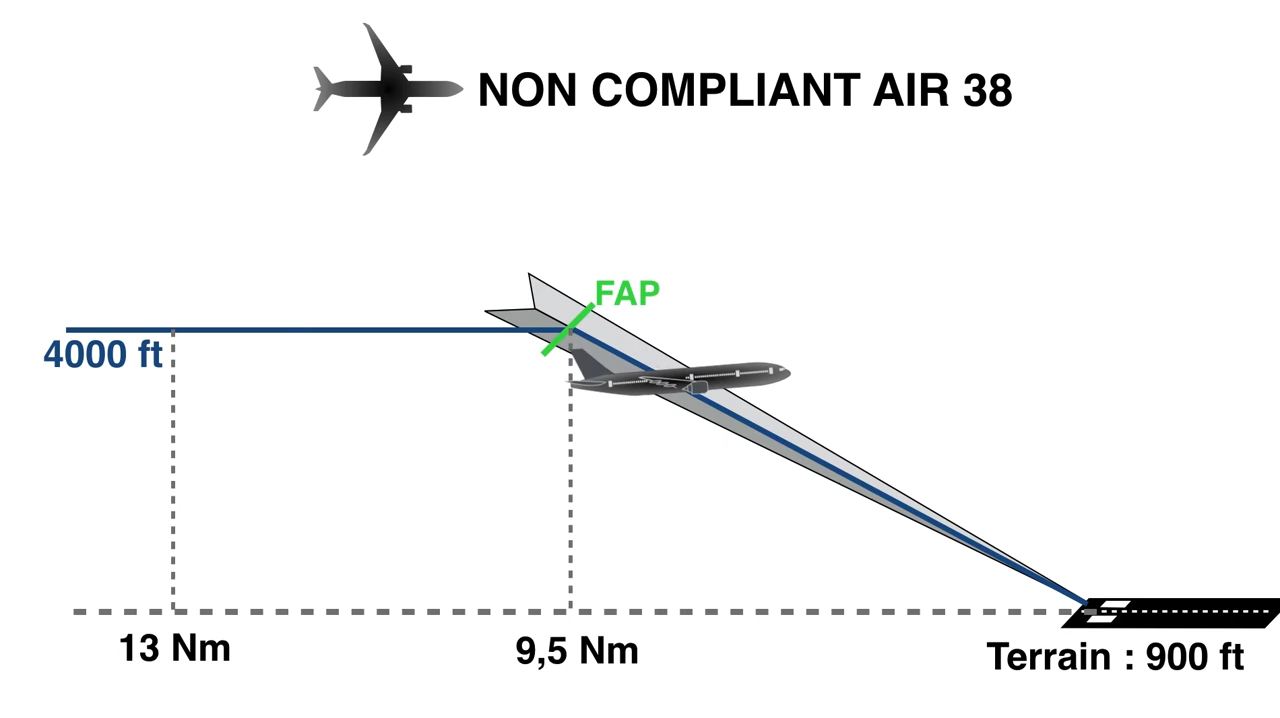 NON COMPLIANT AIR 38
FAP
4000 ft
13 Nm
9,5 Nm
Terrain : 900 ft